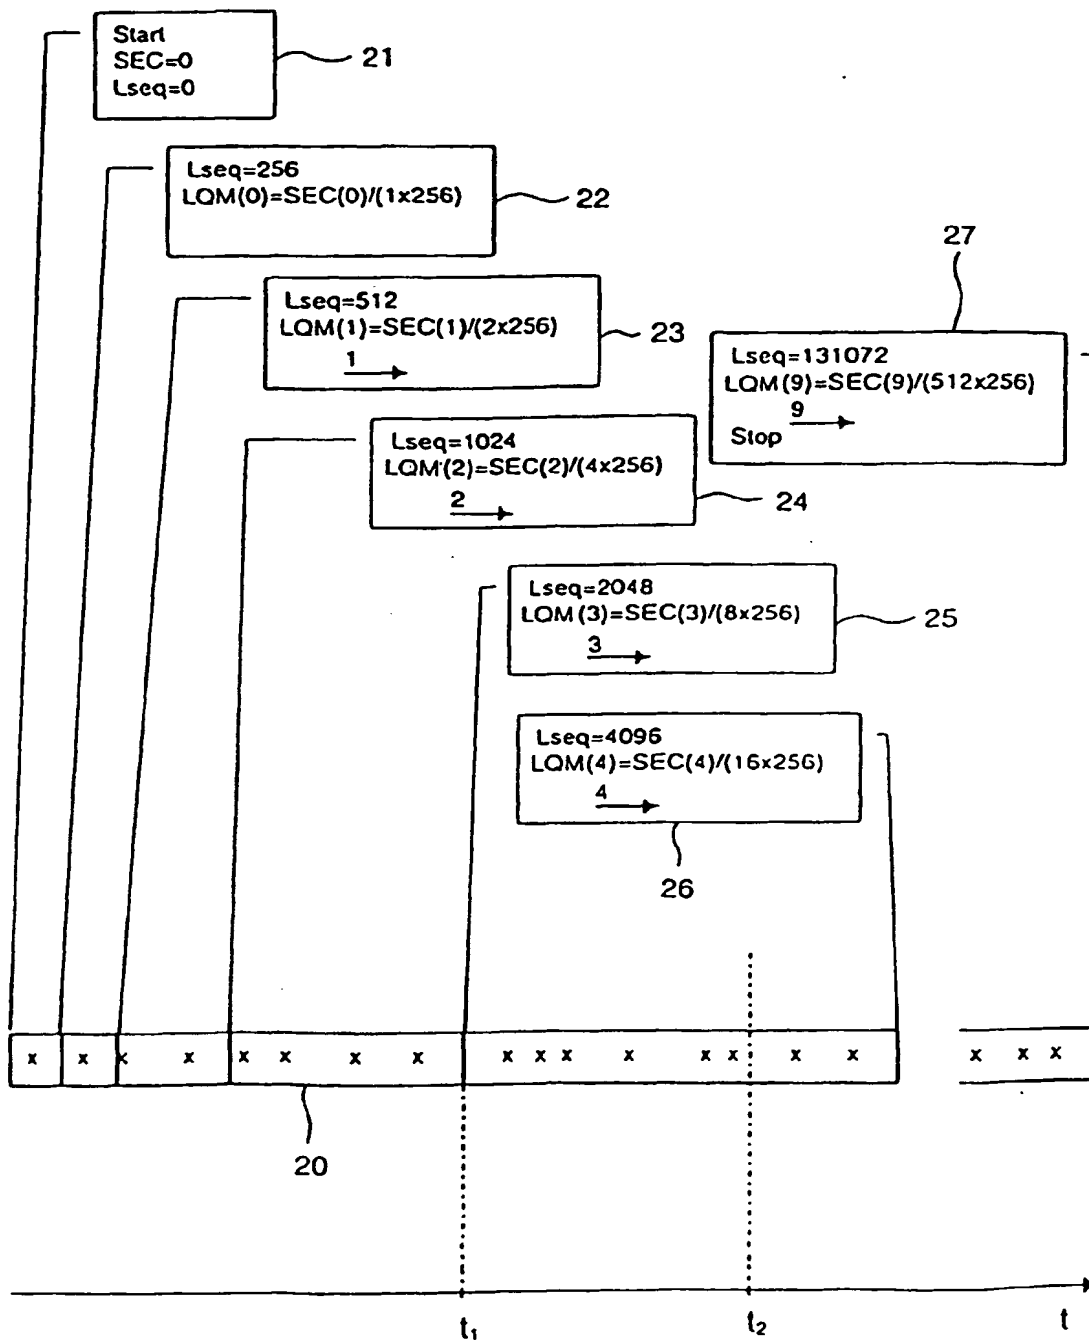 Start
SEC=0
Lseq=0
21
Lseq=256
LQM(0)=SEC(0)/(1x256)
22
Lseq=512
LQM(1)=SEC(1)/(2x256)
1
23
27
Lseq=131072
LQM(9)=SEC(9)/(512x256)
9
Stop
Lseq=1024
LQM(2)=SEC(2)/(4x256)
2
24
Lseq=2048
LQM(3)=SEC(3)/(8x256)
3
25
Lseq=4096
LQM(4)=SEC(4)/(16x256)
4
26
x x x x x x x x x x x x x x x x x x x
20
t₁ t₂ t